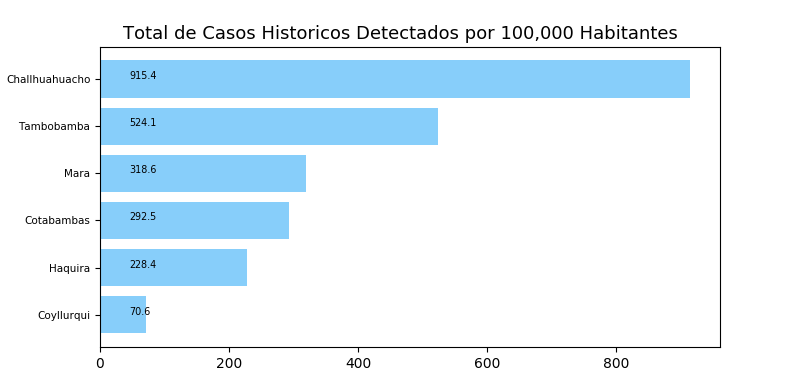 Total de Casos Historicos Detectados por 100,000 Habitantes
Challhuahuacho 915.4
Tambobamba 524.1
Mara 318.6
Cotabambas 292.5
Haquira 228.4
Coyllurqui 70.6
0 200 400 600 800